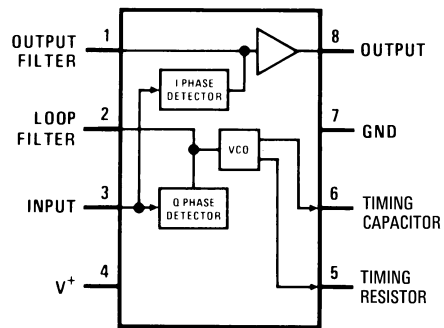 1
OUTPUT
FILTER
8
OUTPUT
I PHASE
DETECTOR
2
LOOP
FILTER
7
GND
VCO
3
INPUT
Q PHASE
DETECTOR
6
TIMING
CAPACITOR
4
V+
5
TIMING
RESISTOR